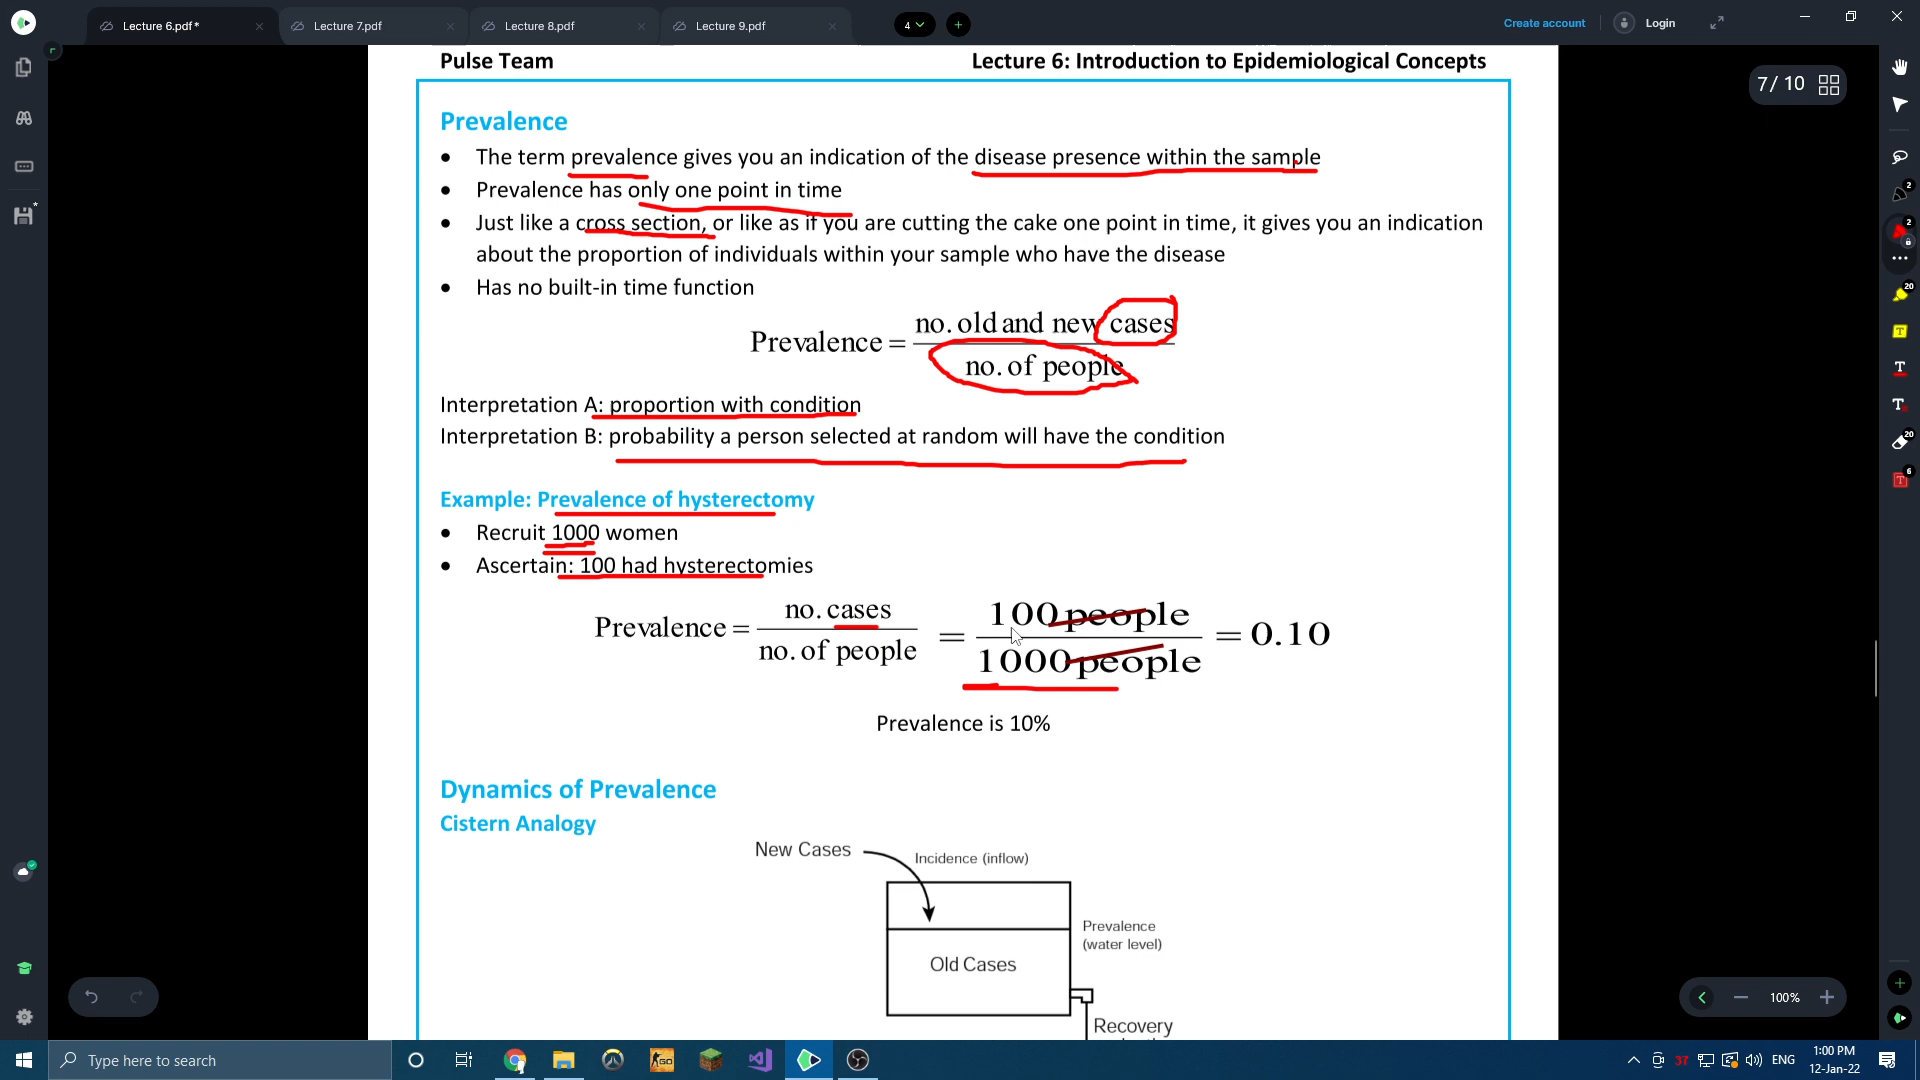 Lecture 6.pdf*
Lecture 7.pdf
Lecture 8.pdf
Lecture 9.pdf
4
Create account
Login
Pulse Team
Lecture 6: Introduction to Epidemiological Concepts
7 / 10
Prevalence
• The term prevalence gives you an indication of the disease presence within the sample
• Prevalence has only one point in time
• Just like a cross section, or like as if you are cutting the cake one point in time, it gives you an indication
about the proportion of individuals within your sample who have the disease
• Has no built-in time function
Prevalence = no. old and new cases
no. of people
Interpretation A: proportion with condition
Interpretation B: probability a person selected at random will have the condition
Example: Prevalence of hysterectomy
• Recruit 1000 women
• Ascertain: 100 had hysterectomies
Prevalence = no. cases
no. of people
= 100 people
1000 people
= 0.10
Prevalence is 10%
Dynamics of Prevalence
Cistern Analogy
New Cases
Incidence (inflow)
Prevalence
(water level)
Old Cases
Recovery
2
2
20
T
T
T
20
T
6
100%
Type here to search
GO
37
ENG
1:00 PM
12-Jan-22